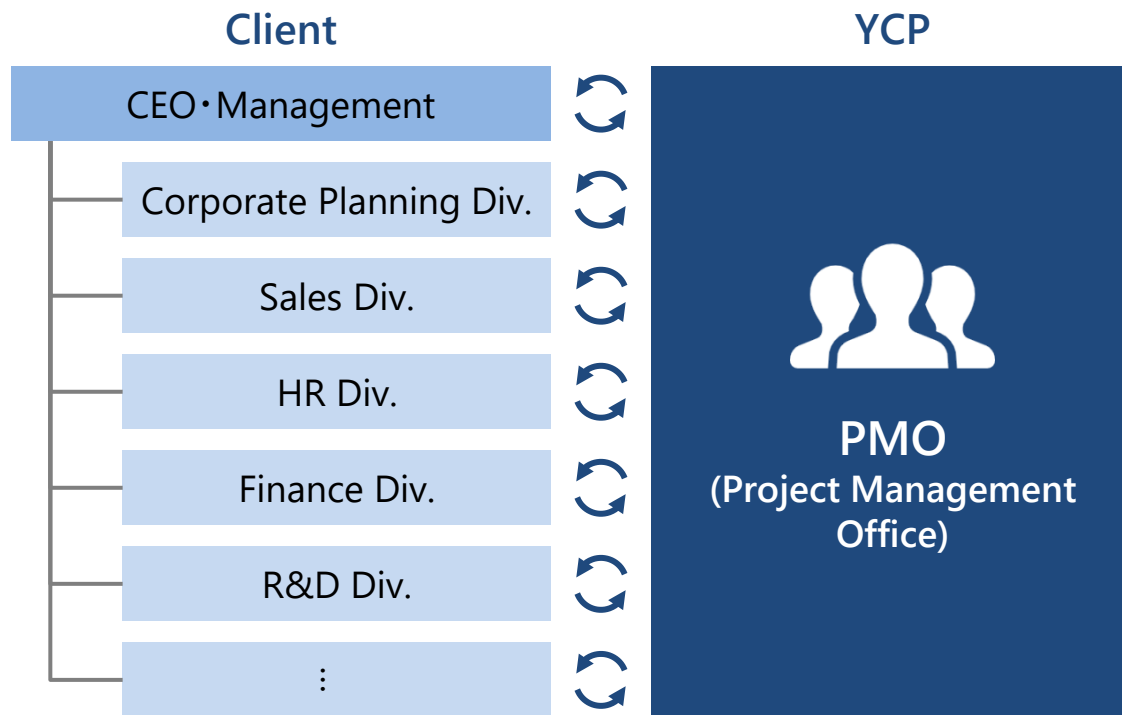 Client
YCP
CEO･Management
Corporate Planning Div.
Sales Div.
HR Div.
Finance Div.
R&D Div.
⋮
PMO
(Project Management
Office)